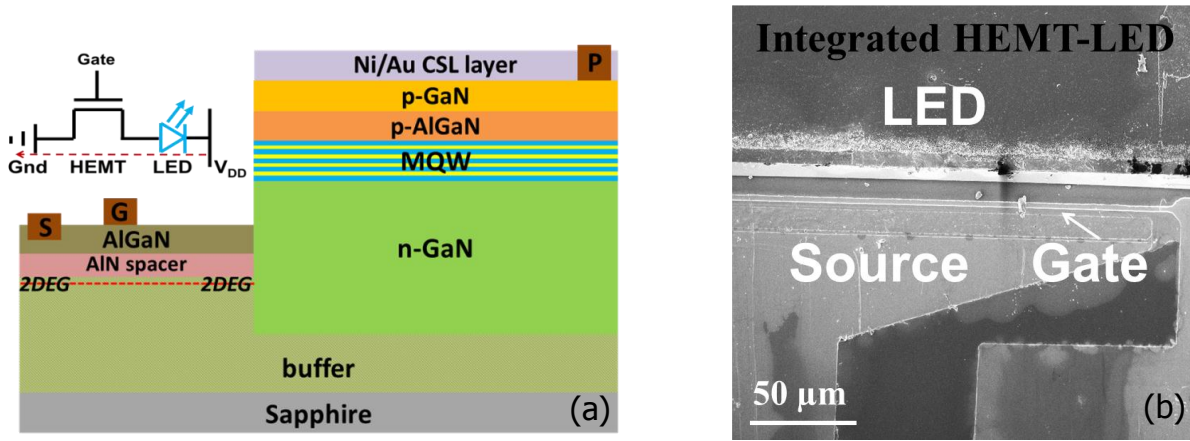 Gate
Gnd HEMT LED VDD
Ni/Au CSL layer P
p-GaN
p-AlGaN
MQW
n-GaN
S G
AlGaN
AlN spacer
2DEG 2DEG
buffer
Sapphire (a)
Integrated HEMT-LED
LED
Source Gate
50 μm
(b)